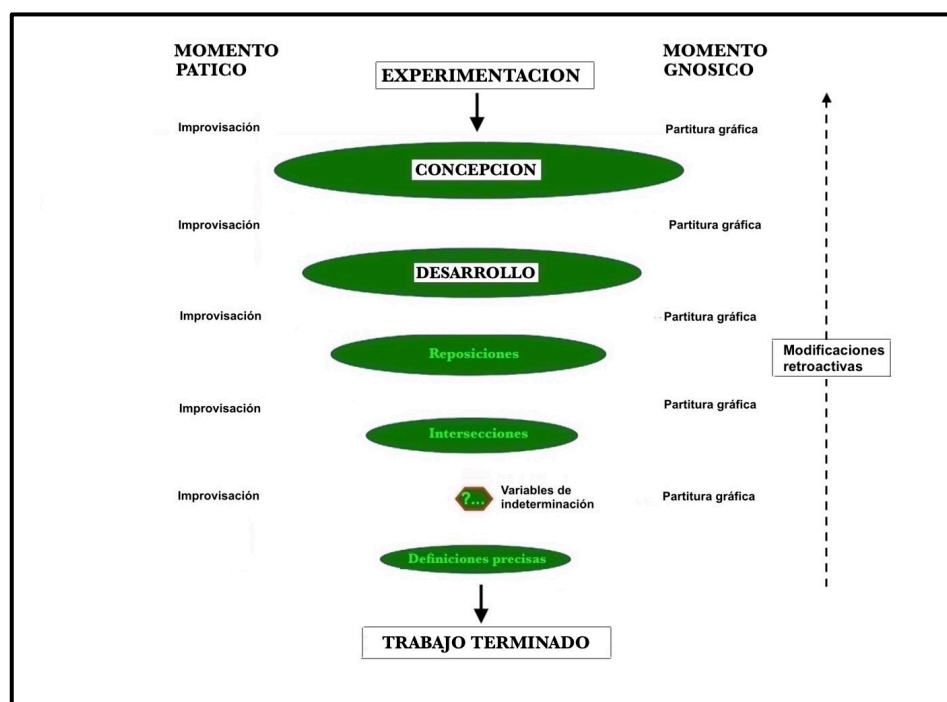 MOMENTO
PATICO
MOMENTO
GNOSICO
EXPERIMENTACION
Improvisación
Partitura gráfica
CONCEPCION
Improvisación
Partitura gráfica
DESARROLLO
Improvisación
Partitura gráfica
Reposiciones
Modificaciones
retroactivas
Improvisación
Partitura gráfica
Intersecciones
Improvisación
?...
Variables de
indeterminación
Partitura gráfica
Definiciones precisas
TRABAJO TERMINADO